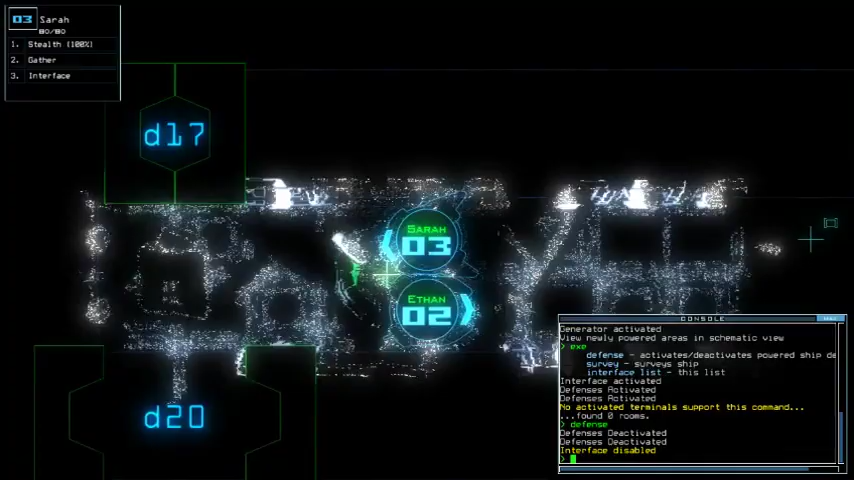 03 Sarah
80/80
1. Stealth (100%)
2. Gather
3. Interface
d17
SARAH
03
ETHAN
02
d20
CONSOLE
Generator activated
View newly powered areas in schematic view
> exe
defense - activates/deactivates powered ship de
survey - surveys ship
interface list - this list
Interface activated
Defenses Activated
Defenses Activated
No activated terminals support this command...
...found 0 rooms.
> defense
Defenses Deactivated
Defenses Deactivated
Interface disabled
>